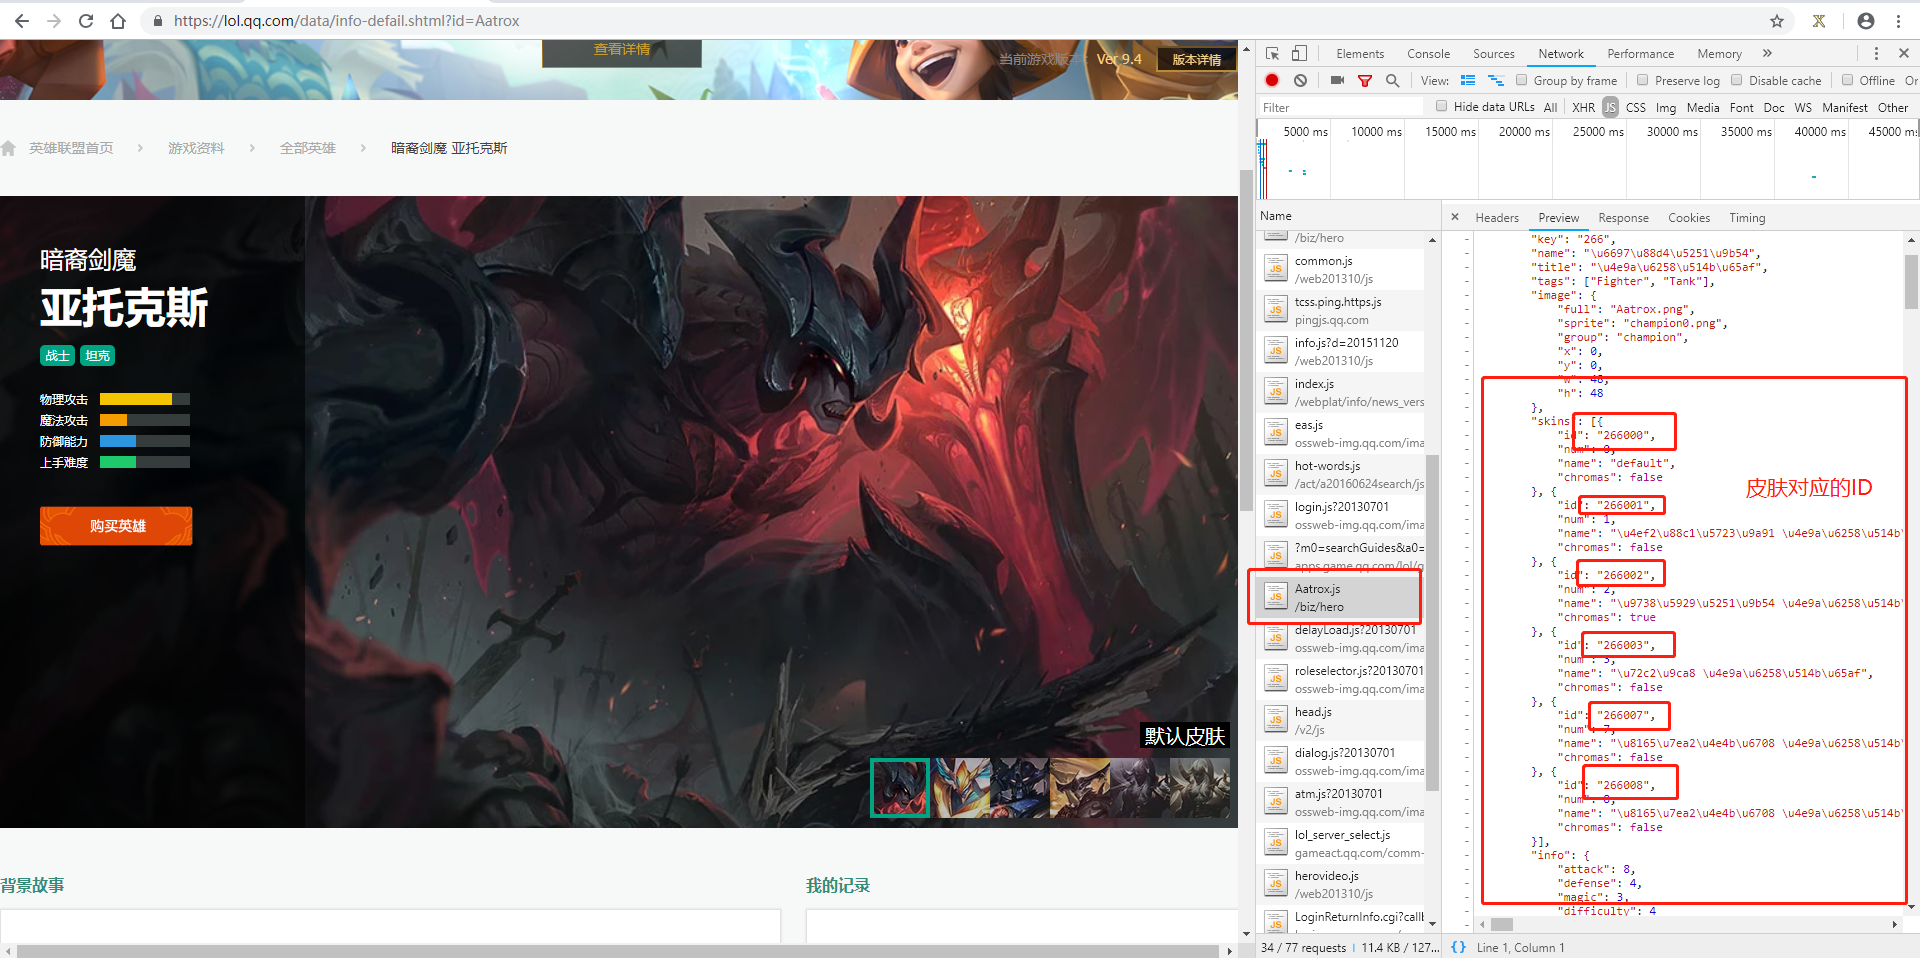 https://lol.qq.com/data/info-defail.shtml?id=Aatrox
查看详情
当前游戏版本
Ver 9.4
版本详情
英雄联盟首页 > 游戏资料 > 全部英雄 > 暗裔剑魔 亚托克斯
暗裔剑魔
亚托克斯
战士 坦克
物理攻击
魔法攻击
防御能力
上手难度
购买英雄
默认皮肤
背景故事
我的记录
Elements Console Sources Network Performance Memory »
View: Group by frame Preserve log Disable cache Offline Or
Filter Hide data URLs All XHR JS CSS Img Media Font Doc WS Manifest Other
5000 ms 10000 ms 15000 ms 20000 ms 25000 ms 30000 ms 35000 ms 40000 ms 45000 ms
Name
/biz/hero
common.js
/web201310/js
tcss.ping.https.js
pingjs.qq.com
info.js?d=20151120
/web201310/js
index.js
/webplat/info/news_vers
eas.js
ossweb-img.qq.com/ima
hot-words.js
/act/a20160624search/js
login.js?20130701
ossweb-img.qq.com/ima
?m0=searchGuides&a0=
apps.game.qq.com/lol/g
Aatrox.js
/biz/hero
delayLoad.js?20130701
ossweb-img.qq.com/ima
roleselector.js?20130701
ossweb-img.qq.com/ima
head.js
/v2/js
dialog.js?20130701
ossweb-img.qq.com/ima
atm.js?20130701
ossweb-img.qq.com/ima
lol_server_select.js
gameact.qq.com/comm-
herovideo.js
/web201310/js
LoginReturnInfo.cgi?callb
34 / 77 requests | 11.4 KB / 127...
× Headers Preview Response Cookies Timing
"key": "266",
"name": "\u6697\u88d4\u5251\u9b54",
"title": "\u4e9a\u6258\u514b\u65af",
"tags": ["Fighter", "Tank"],
"image": {
"full": "Aatrox.png",
"sprite": "champion0.png",
"group": "champion",
"x": 0,
"y": 0,
"w": 48,
"h": 48
},
"skins": [{
"id": "266000",
"num": 0,
"name": "default",
"chromas": false
}, {
"id": "266001",
"num": 1,
"name": "\u4ef2\u88c1\u5723\u9a91 \u4e9a\u6258\u514b\
"chromas": false
}, {
"id": "266002",
"num": 2,
"name": "\u9738\u5929\u5251\u9b54 \u4e9a\u6258\u514b\
"chromas": true
}, {
"id": "266003",
"num": 3,
"name": "\u72c2\u9ca8 \u4e9a\u6258\u514b\u65af",
"chromas": false
}, {
"id": "266007",
"num": 7,
"name": "\u8165\u7ea2\u4e4b\u6708 \u4e9a\u6258\u514b\
"chromas": false
}, {
"id": "266008",
"num": 8,
"name": "\u8165\u7ea2\u4e4b\u6708 \u4e9a\u6258\u514b\
"chromas": false
}],
"info": {
"attack": 8,
"defense": 4,
"magic": 3,
"difficulty": 4
皮肤对应的ID
{} Line 1, Column 1